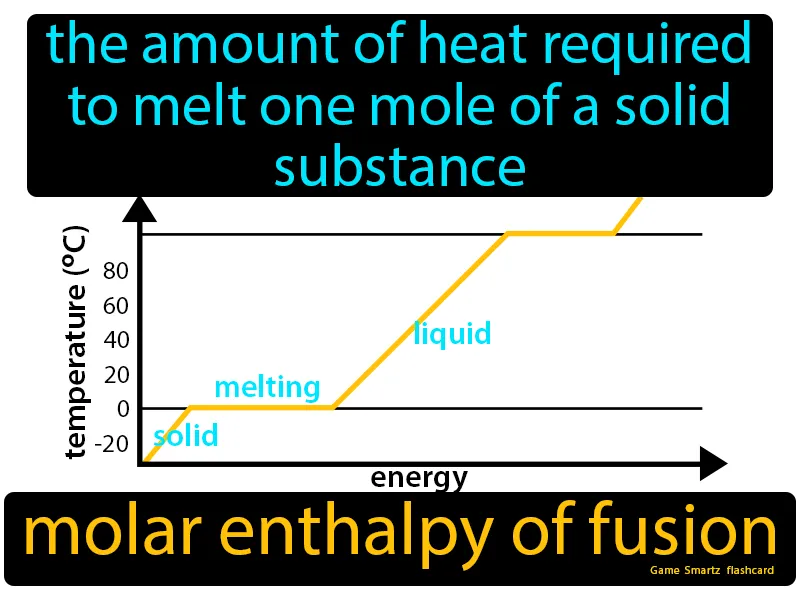 the amount of heat required
to melt one mole of a solid
substance
temperature (ºC)
80
60
40
20
0
-20
liquid
melting
solid
energy
molar enthalpy of fusion
Game Smartz flashcard